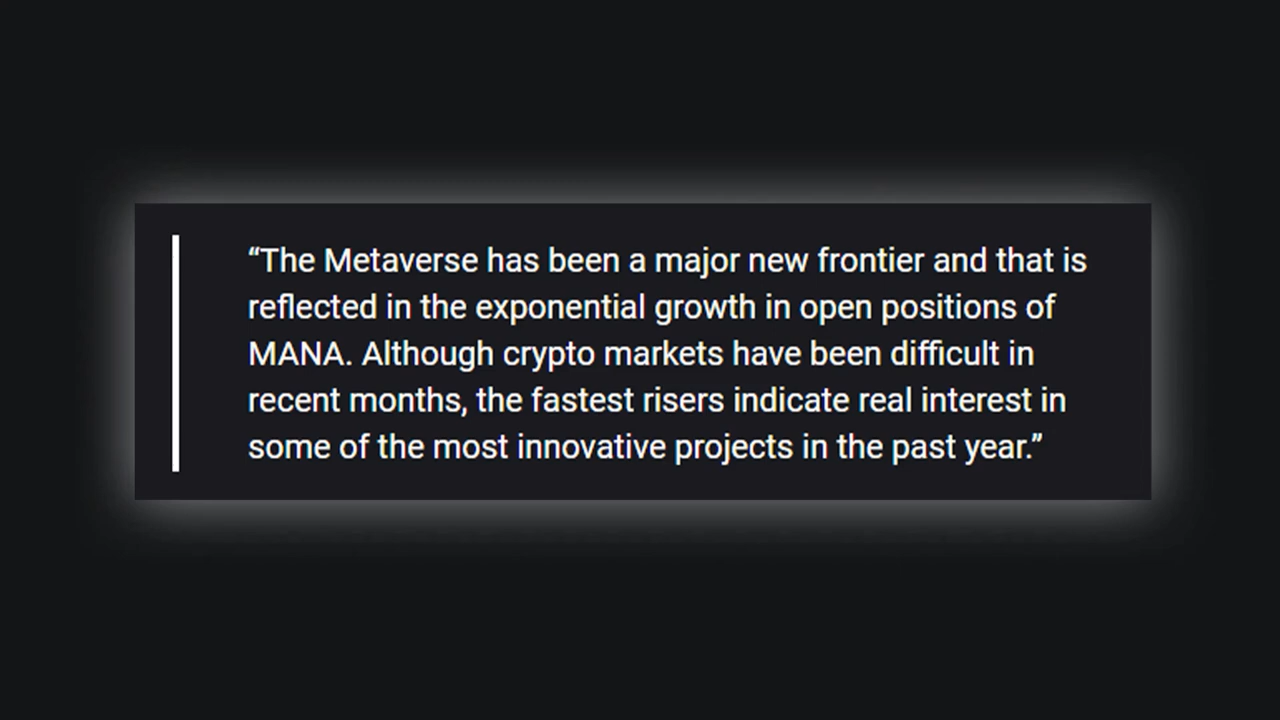 “The Metaverse has been a major new frontier and that is
reflected in the exponential growth in open positions of
MANA. Although crypto markets have been difficult in
recent months, the fastest risers indicate real interest in
some of the most innovative projects in the past year.”